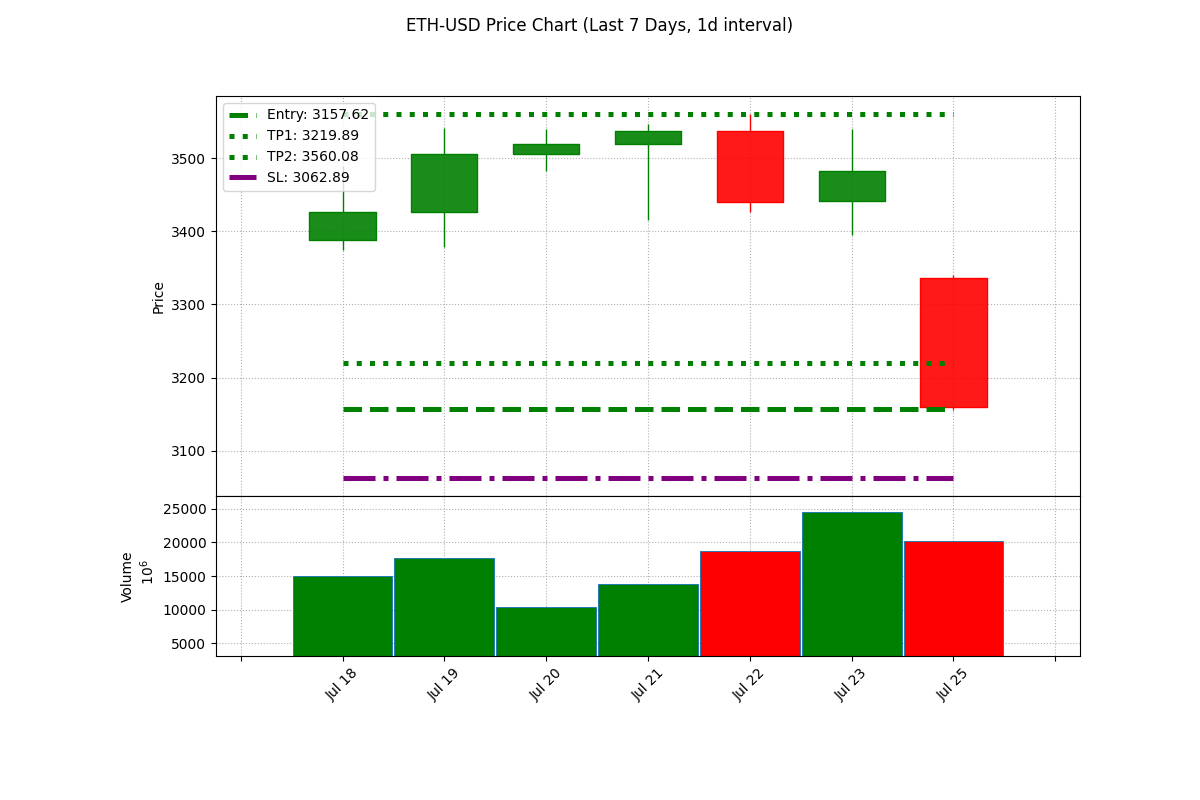 ETH-USD Price Chart (Last 7 Days, 1d interval)
Entry: 3157.62
TP1: 3219.89
TP2: 3560.08
SL: 3062.89
Price
3500
3400
3300
3200
3100
Volume
10⁶
25000
20000
15000
10000
5000
Jul 18
Jul 19
Jul 20
Jul 21
Jul 22
Jul 23
Jul 25